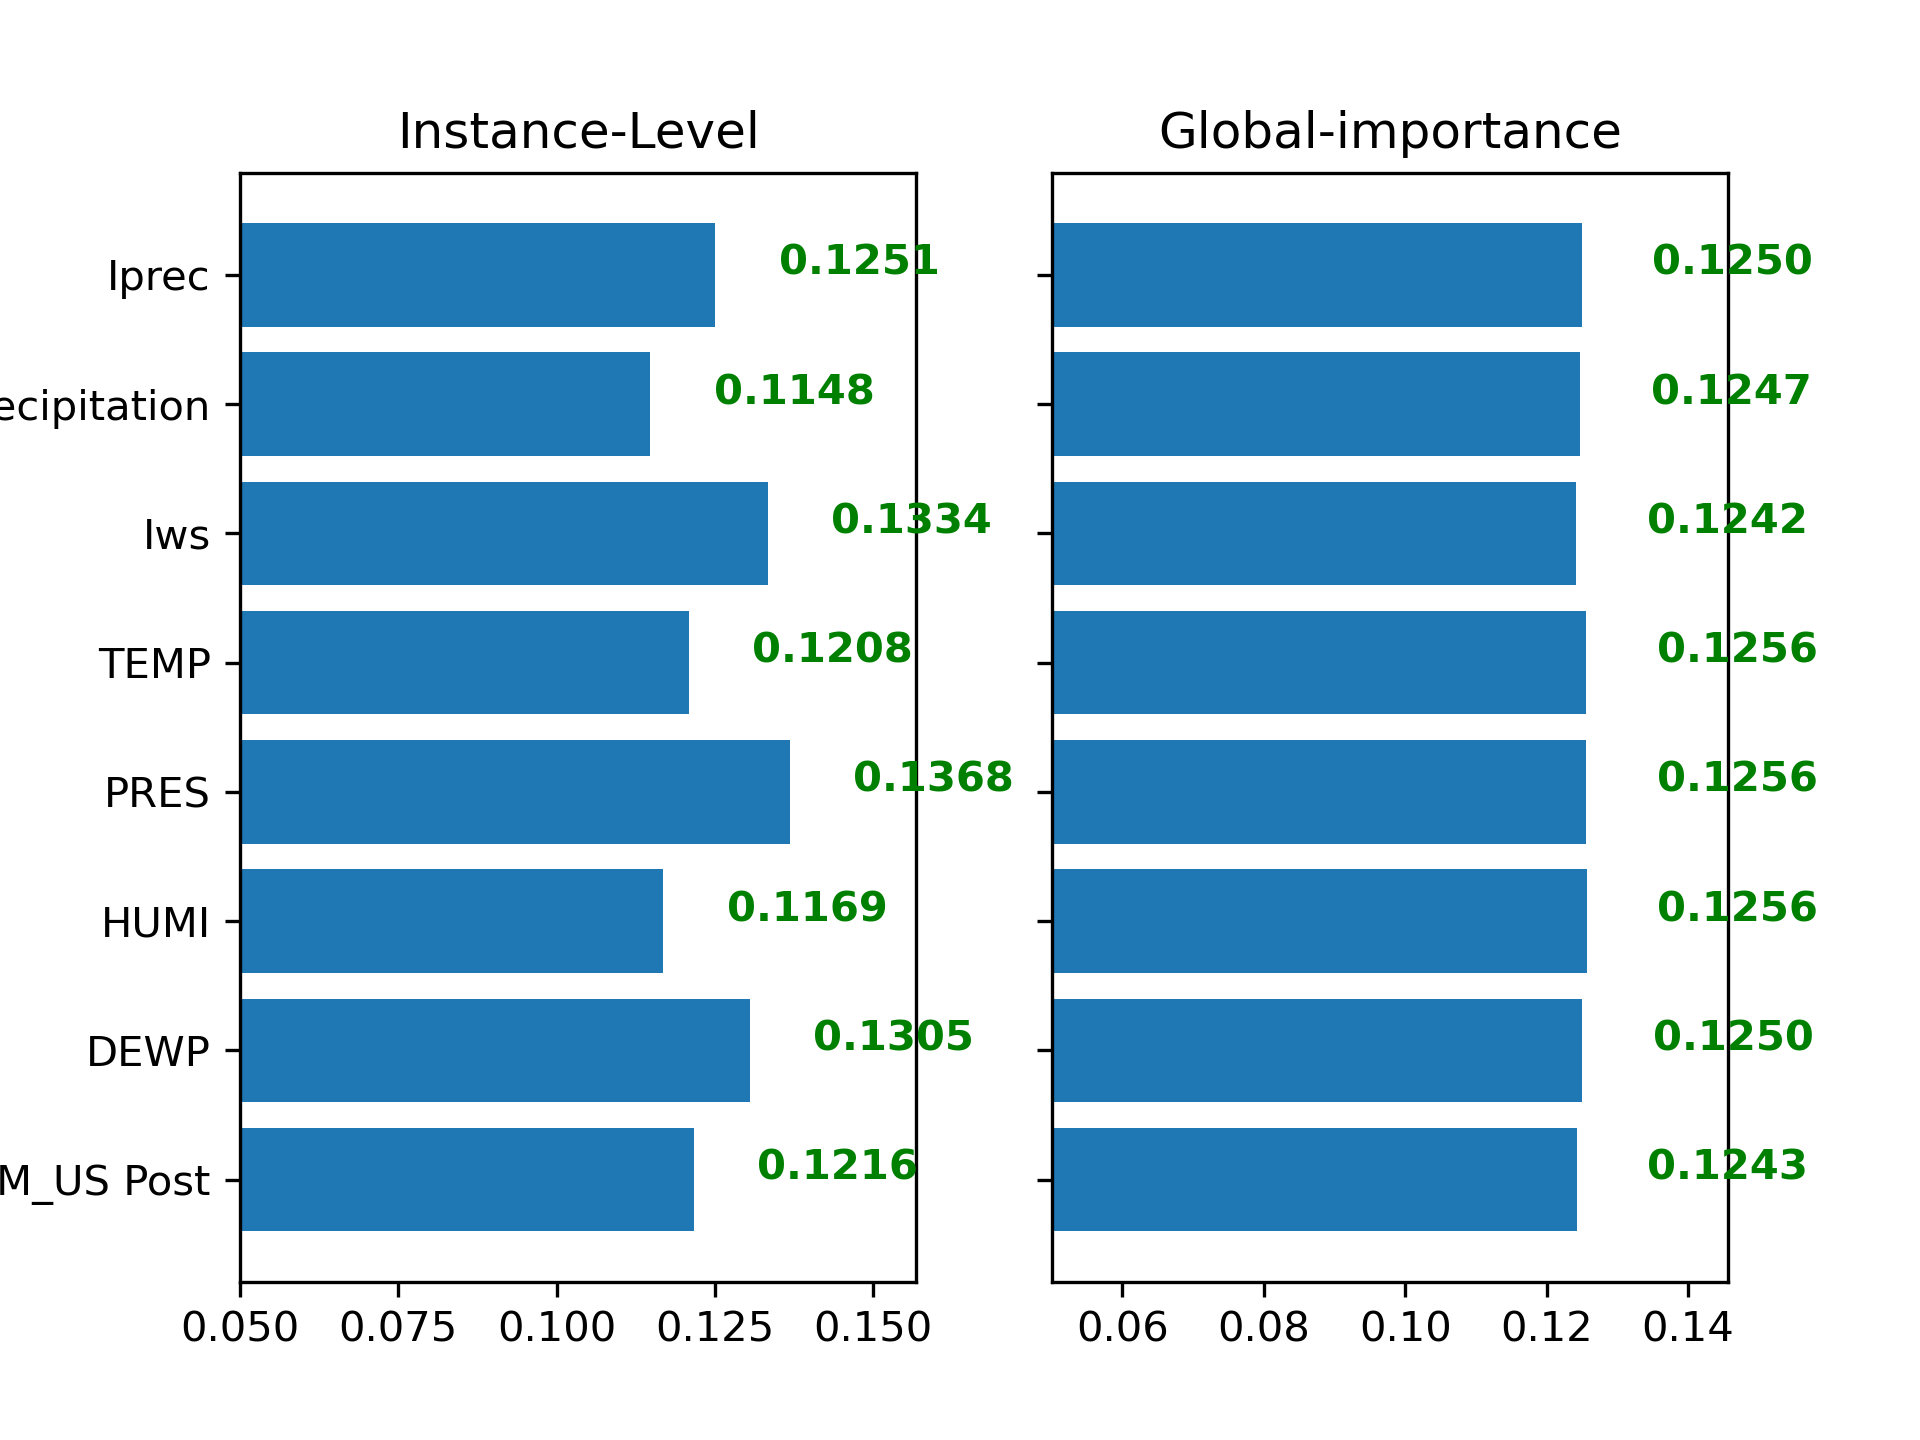 Instance-Level
Iprec
ecipitation
Iws
TEMP
PRES
HUMI
DEWP
M_US Post
0.1251
0.1148
0.1334
0.1208
0.1368
0.1169
0.1305
0.1216
0.050 0.075 0.100 0.125 0.150
Global-importance
0.1250
0.1247
0.1242
0.1256
0.1256
0.1256
0.1250
0.1243
0.06 0.08 0.10 0.12 0.14